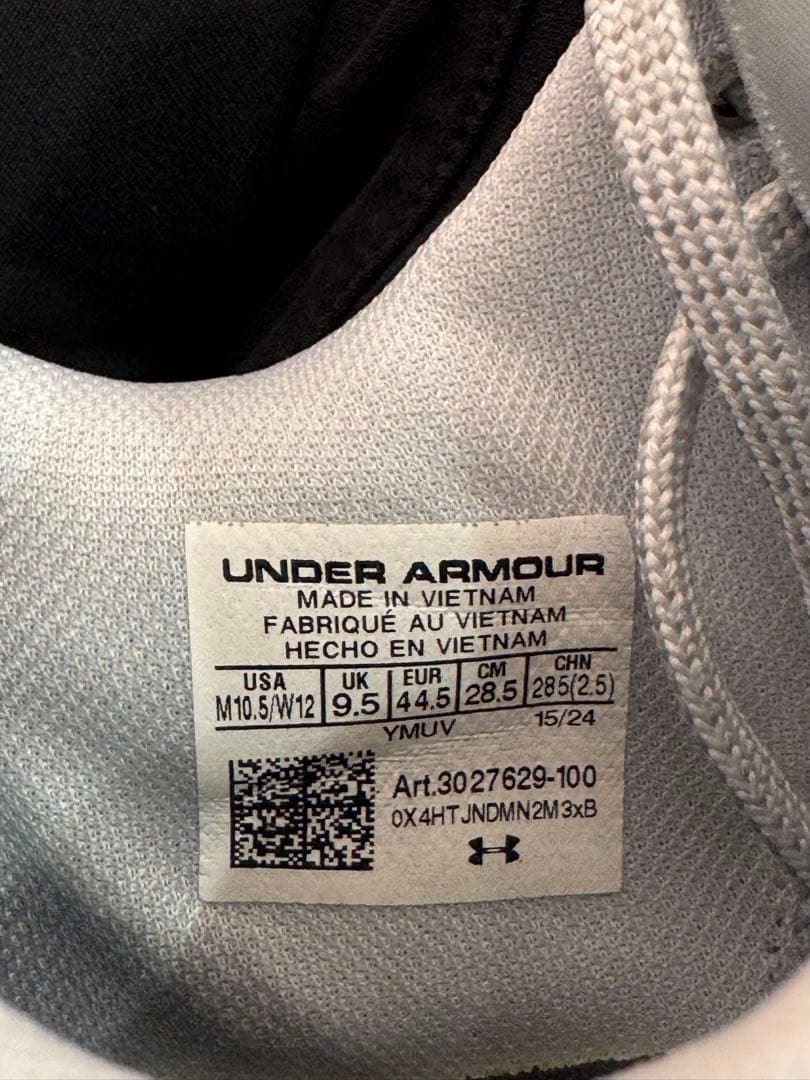 UNDER ARMOUR
MADE IN VIETNAM
FABRIQUÉ AU VIETNAM
HECHO EN VIETNAM
USA UK EUR CM CHN
M10.5/W12 9.5 44.5 28.5 285(2.5)
YMUV 15/24
Art.3027629-100
0X4HTJNDMN2M3xB